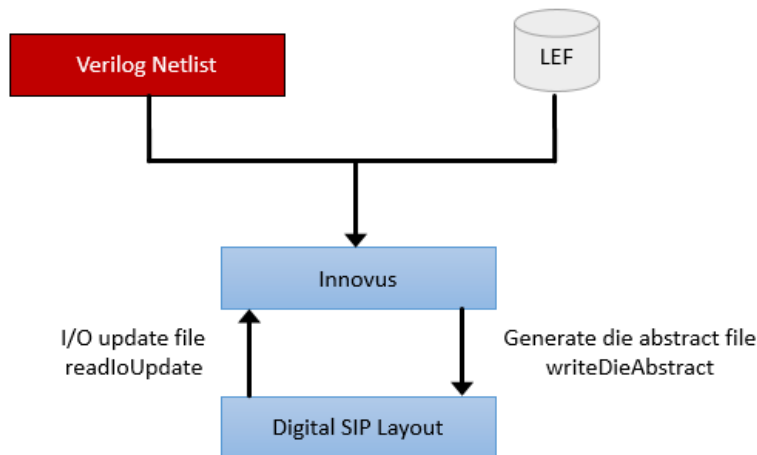 Verilog Netlist
LEF
Innovus
I/O update file
readIoUpdate
Generate die abstract file
writeDieAbstract
Digital SIP Layout